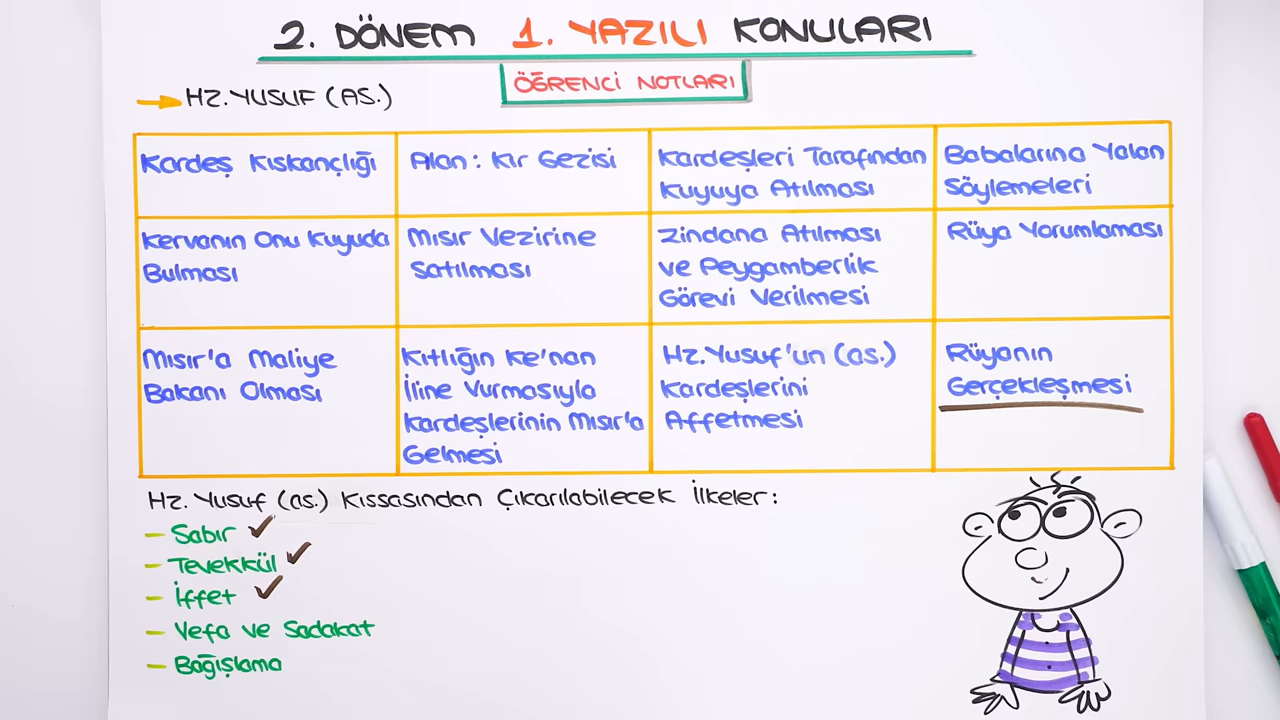 2. DÖNEM 1. YAZILI KONULARI
ÖĞRENCİ NOTLARI
HZ. YUSUF (AS.)
Kardeş Kıskançlığı
Plan: Kır Gezisi
Kardeşleri Tarafından
Kuyuya Atılması
Babalarına Yalan
Söylemeleri
Kervanın Onu Kuyuda
Bulması
Mısır Vezirine
Satılması
Zindana Atılması
ve Peygamberlik
Görevi Verilmesi
Rüya Yorumlaması
Mısır'a Maliye
Bakanı Olması
Kıtlığın Ke'nan
İline Vurmasıyla
Kardeşlerinin Mısır'a
Gelmesi
Hz. Yusuf'un (as.)
Kardeşlerini
Affetmesi
Rüyanın
Gerçekleşmesi
Hz. Yusuf (as.) Kıssasından Çıkarılabilecek İlkeler:
- Sabır ✓
- Tevekkül ✓
- İffet ✓
- Vefa ve Sadakat
- Bağışlama